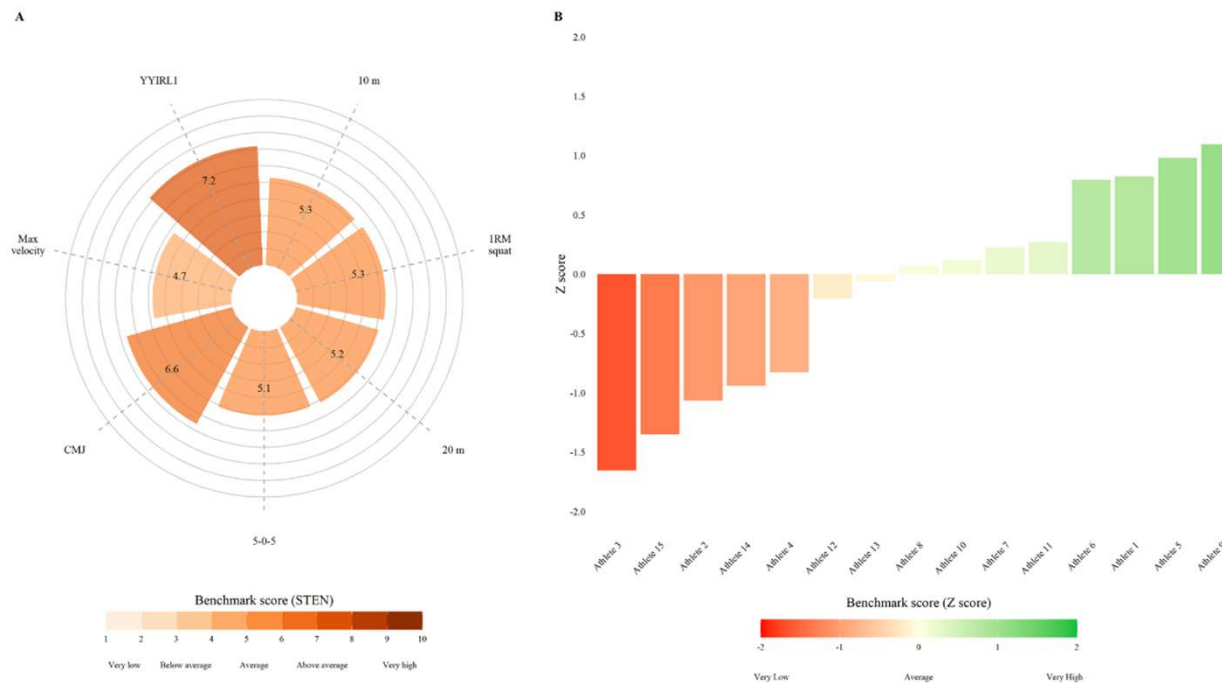 A
YYIRL1
10 m
7.2
5.3
Max
velocity
1RM
squat
4.7
5.3
6.6
5.2
5.1
CMJ
20 m
5-0-5
Benchmark score (STEN)
1 2 3 4 5 6 7 8 9 10
Very low Below average Average Above average Very high
B
2.0
1.5
1.0
0.5
0.0
-0.5
-1.0
-1.5
-2.0
Z score
Athlete 3
Athlete 15
Athlete 2
Athlete 14
Athlete 4
Athlete 12
Athlete 13
Athlete 8
Athlete 10
Athlete 7
Athlete 11
Athlete 6
Athlete 1
Athlete 5
Athlete 9
Benchmark score (Z score)
-2 -1 0 1 2
Very Low Average Very High